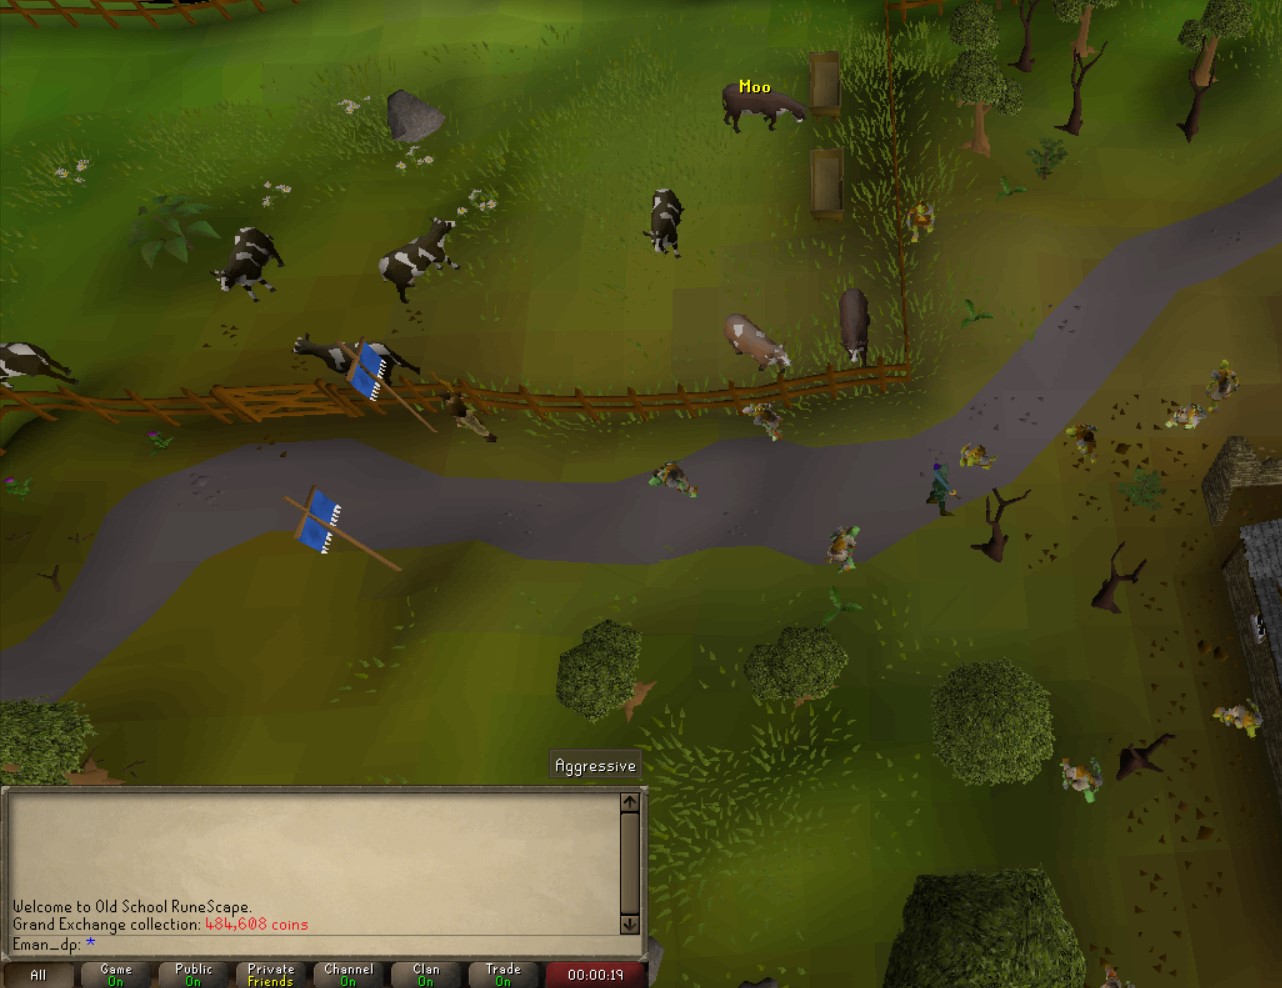 Moo
Aggressive
Welcome to Old School RuneScape.
Grand Exchange collection: 484,608 coins
Eman_dp: *
All
Game
On
Public
On
Private
Friends
Channel
On
Clan
On
Trade
On
00:00:19